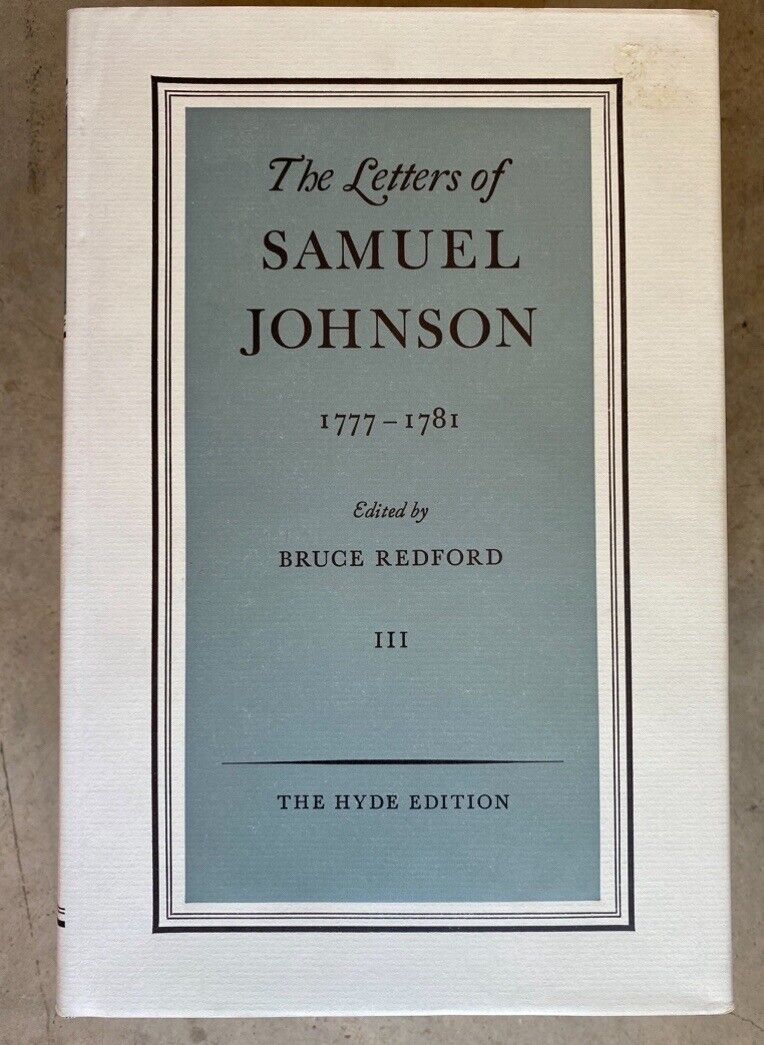 The Letters of
SAMUEL
JOHNSON
1777–1781
Edited by
BRUCE REDFORD
III
THE HYDE EDITION